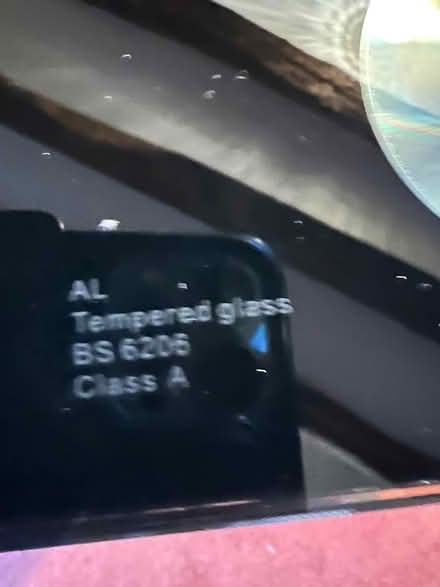 AL
Tempered glass
BS 6206
Class A